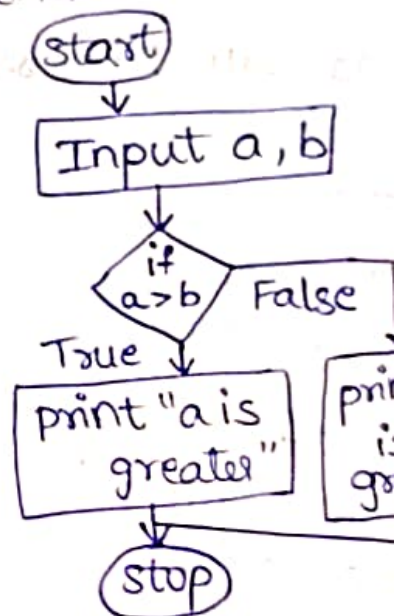 start
Input a, b
if
a>b
False
True
print "a is
greater"
stop